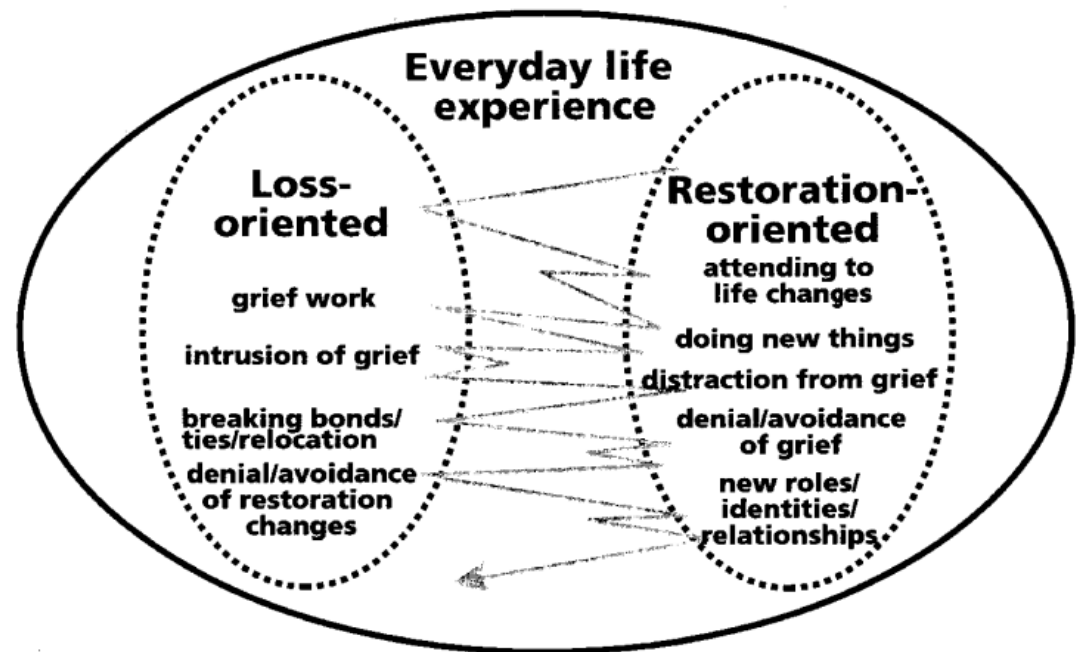 Everyday life
experience
Loss-
oriented
grief work
intrusion of grief
breaking bonds/
ties/relocation
denial/avoidance
of restoration
changes
Restoration-
oriented
attending to
life changes
doing new things
distraction from grief
denial/avoidance
of grief
new roles/
identities/
relationships